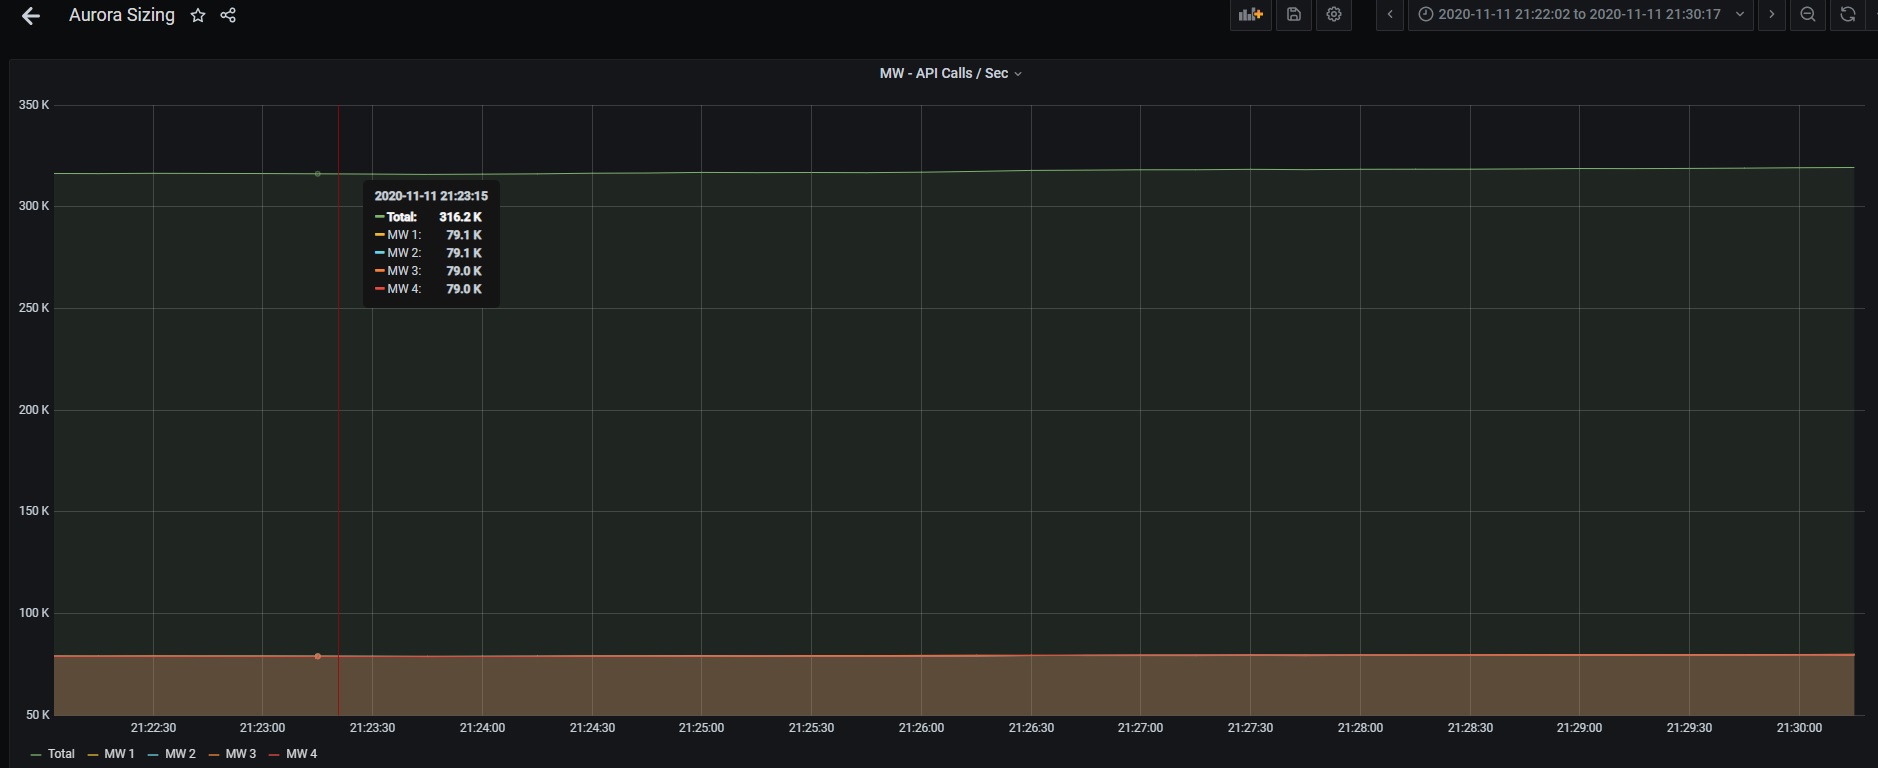 Aurora Sizing
2020-11-11 21:22:02 to 2020-11-11 21:30:17
MW - API Calls / Sec
350 K
300 K
250 K
200 K
150 K
100 K
50 K
2020-11-11 21:23:15
Total: 316.2 K
MW 1: 79.1 K
MW 2: 79.1 K
MW 3: 79.0 K
MW 4: 79.0 K
21:22:30 21:23:00 21:23:30 21:24:00 21:24:30 21:25:00 21:25:30 21:26:00 21:26:30 21:27:00 21:27:30 21:28:00 21:28:30 21:29:00 21:29:30 21:30:00
Total MW 1 MW 2 MW 3 MW 4